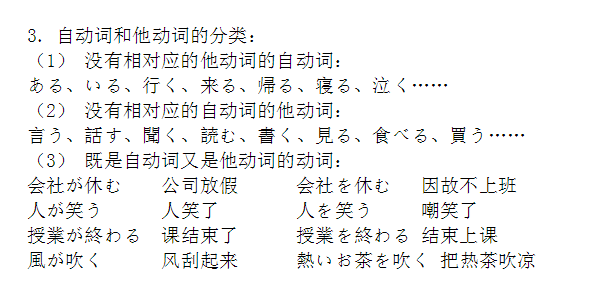 3. 自动词和他动词的分类：
（1） 没有相对应的他动词的自动词：
ある、いる、行く、来る、帰る、寝る、泣く……
（2） 没有相对应的自动词的他动词：
言う、話す、聞く、読む、書く、見る、食べる、買う……
（3） 既是自动词又是他动词的动词：
会社が休む 公司放假 会社を休む 因故不上班
人が笑う 人笑了 人を笑う 嘲笑了
授業が終わる 课结束了 授業を終わる 结束上课
風が吹く 风刮起来 熱いお茶を吹く 把热茶吹凉